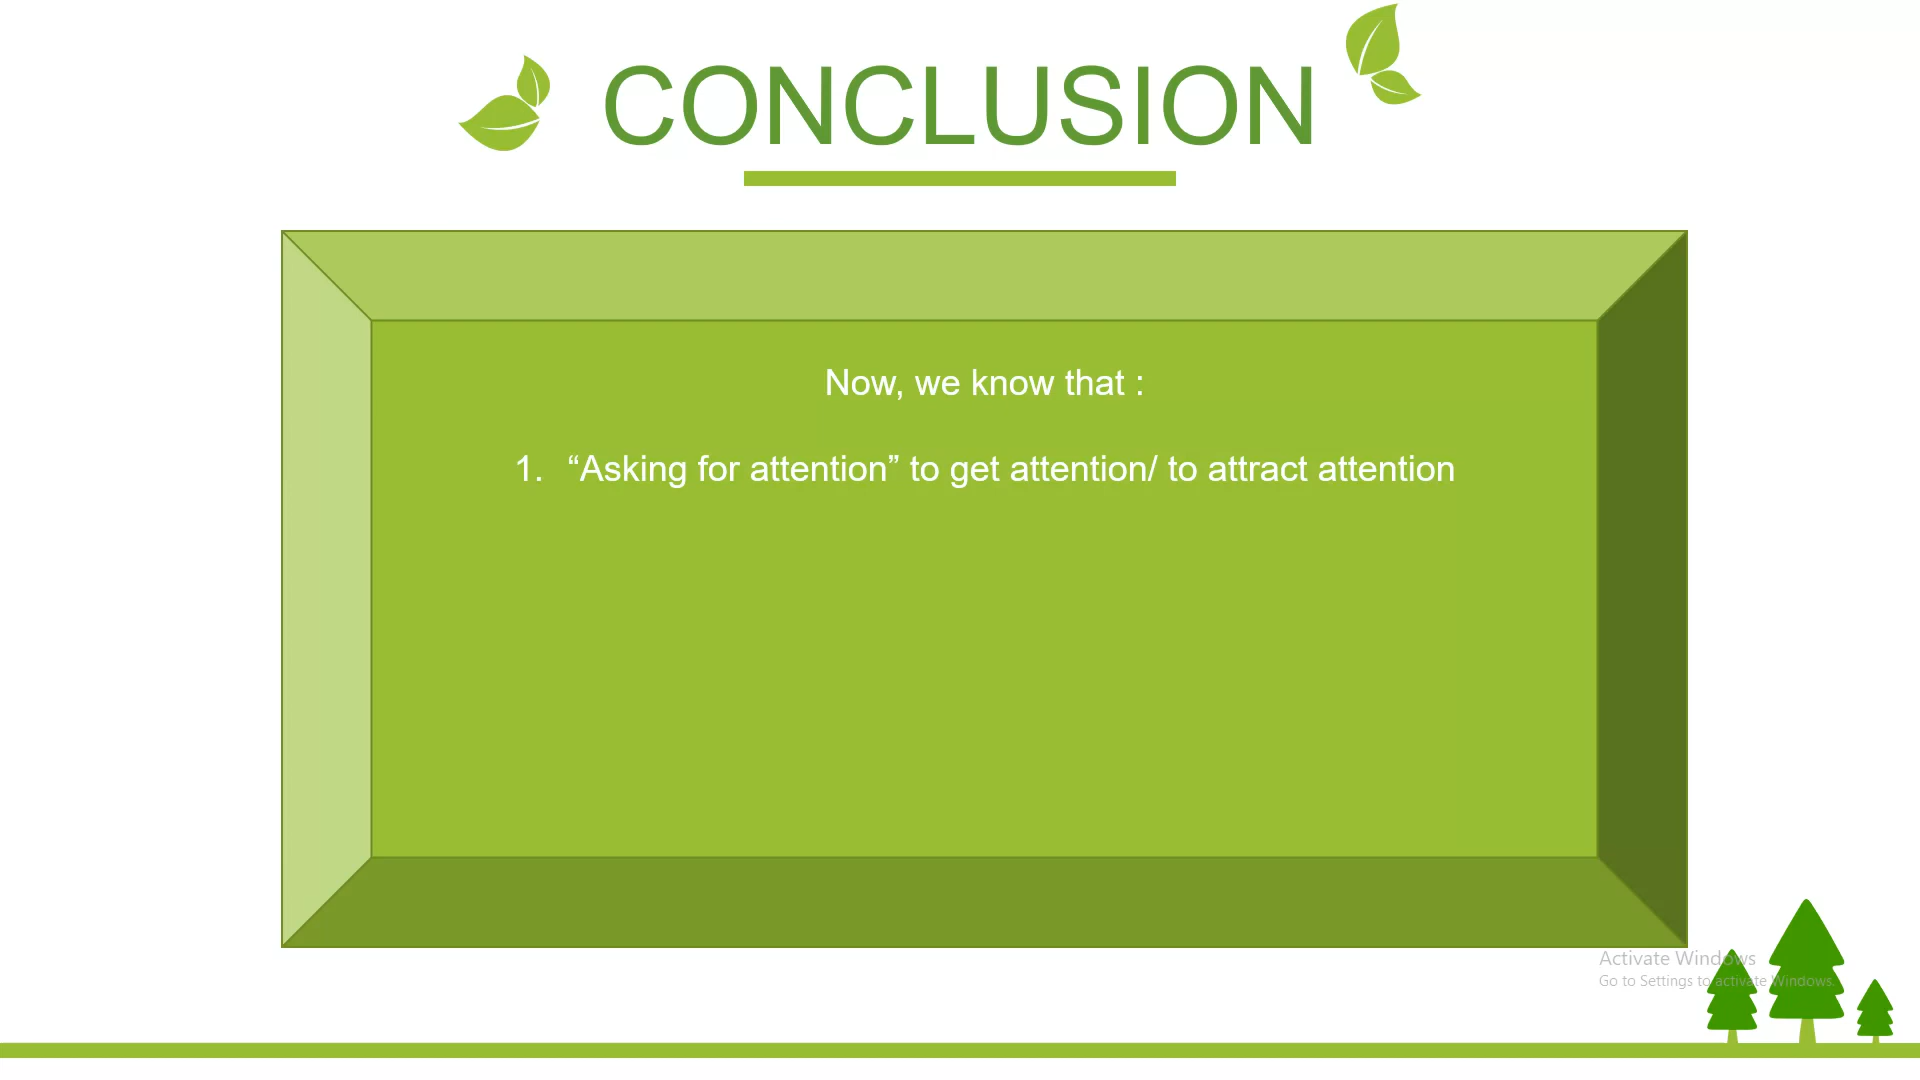 CONCLUSION
Now, we know that :
1. “Asking for attention” to get attention/ to attract attention
Activate Windows
Go to Settings to activate Windows.